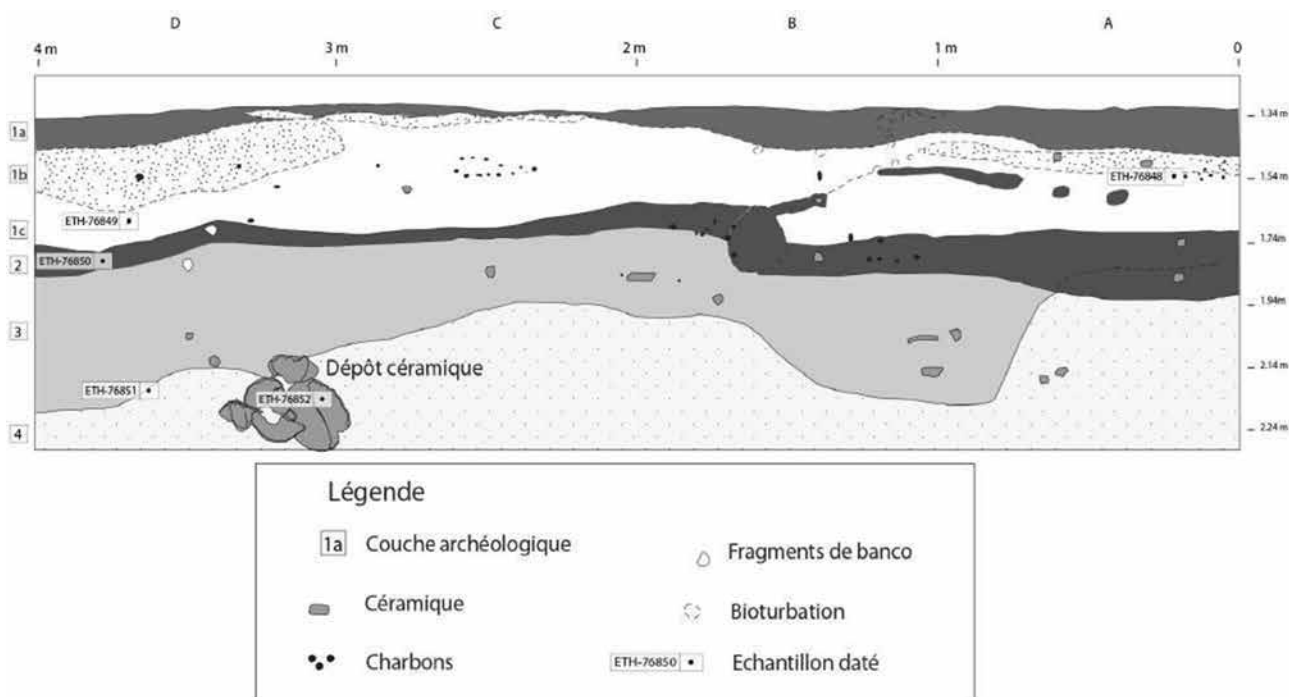 D C B A
4 m 3 m 2 m 1 m 0
1.34 m
1a
1b
1.54 m
ETH-76848
ETH-76849
1c
1.74 m
ETH-76850
2
1.94m
3
Dépôt céramique
2.14 m
ETH-76851
ETH-76852
4
2.24 m
Légende
1a Couche archéologique
Fragments de banco
Céramique
Bioturbation
Charbons
ETH-76850 Echantillon daté